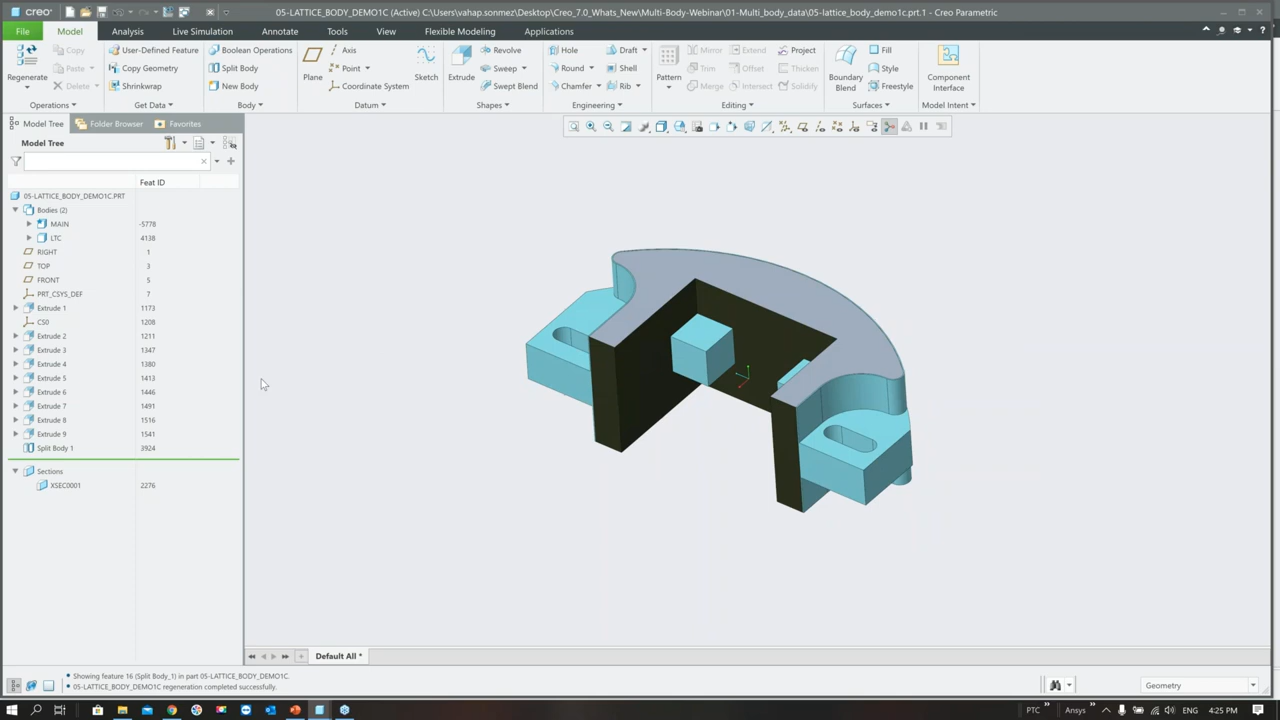 creo 05-LATTICE_BODY_DEMO1C (Active) C:\Users\yahap.sonmez\Desktop\Creo_7.0_Whats_New\Multi-Body-Webinar\01-Multi_body_data\05-lattice_body_demo1c.prt.1 - Creo Parametric
File Model Analysis Live Simulation Annotate Tools View Flexible Modeling Applications
Copy User-Defined Feature Boolean Operations Axis Revolve Hole Draft Mirror Extend Project Fill
Paste Copy Geometry Split Body Point Sweep Round Shell Trim Offset Thicken Style
Regenerate Plane Sketch Extrude Pattern Boundary Blend Component Interface
Delete Shrinkwrap New Body Coordinate System Swept Blend Chamfer Rib Merge Intersect Solidify Freestyle
Operations Get Data Body Datum Shapes Engineering Editing Surfaces Model Intent
Model Tree Folder Browser Favorites
Model Tree
Feat ID
05-LATTICE_BODY_DEMO1C.PRT
Bodies (2)
MAIN -5778
LTC 4138
RIGHT 1
TOP 3
FRONT 5
PRT_CSYS_DEF 7
Extrude 1 1173
CS0 1208
Extrude 2 1211
Extrude 3 1347
Extrude 4 1380
Extrude 5 1413
Extrude 6 1446
Extrude 7 1491
Extrude 8 1516
Extrude 9 1541
Split Body 1 3924
Sections
XSEC0001 2276
Default All *
• Showing feature 16 (Split Body_1) in part 05-LATTICE_BODY_DEMO1C.
• 05-LATTICE_BODY_DEMO1C regeneration completed successfully.
Geometry
PTC Ansys ENG 4:25 PM